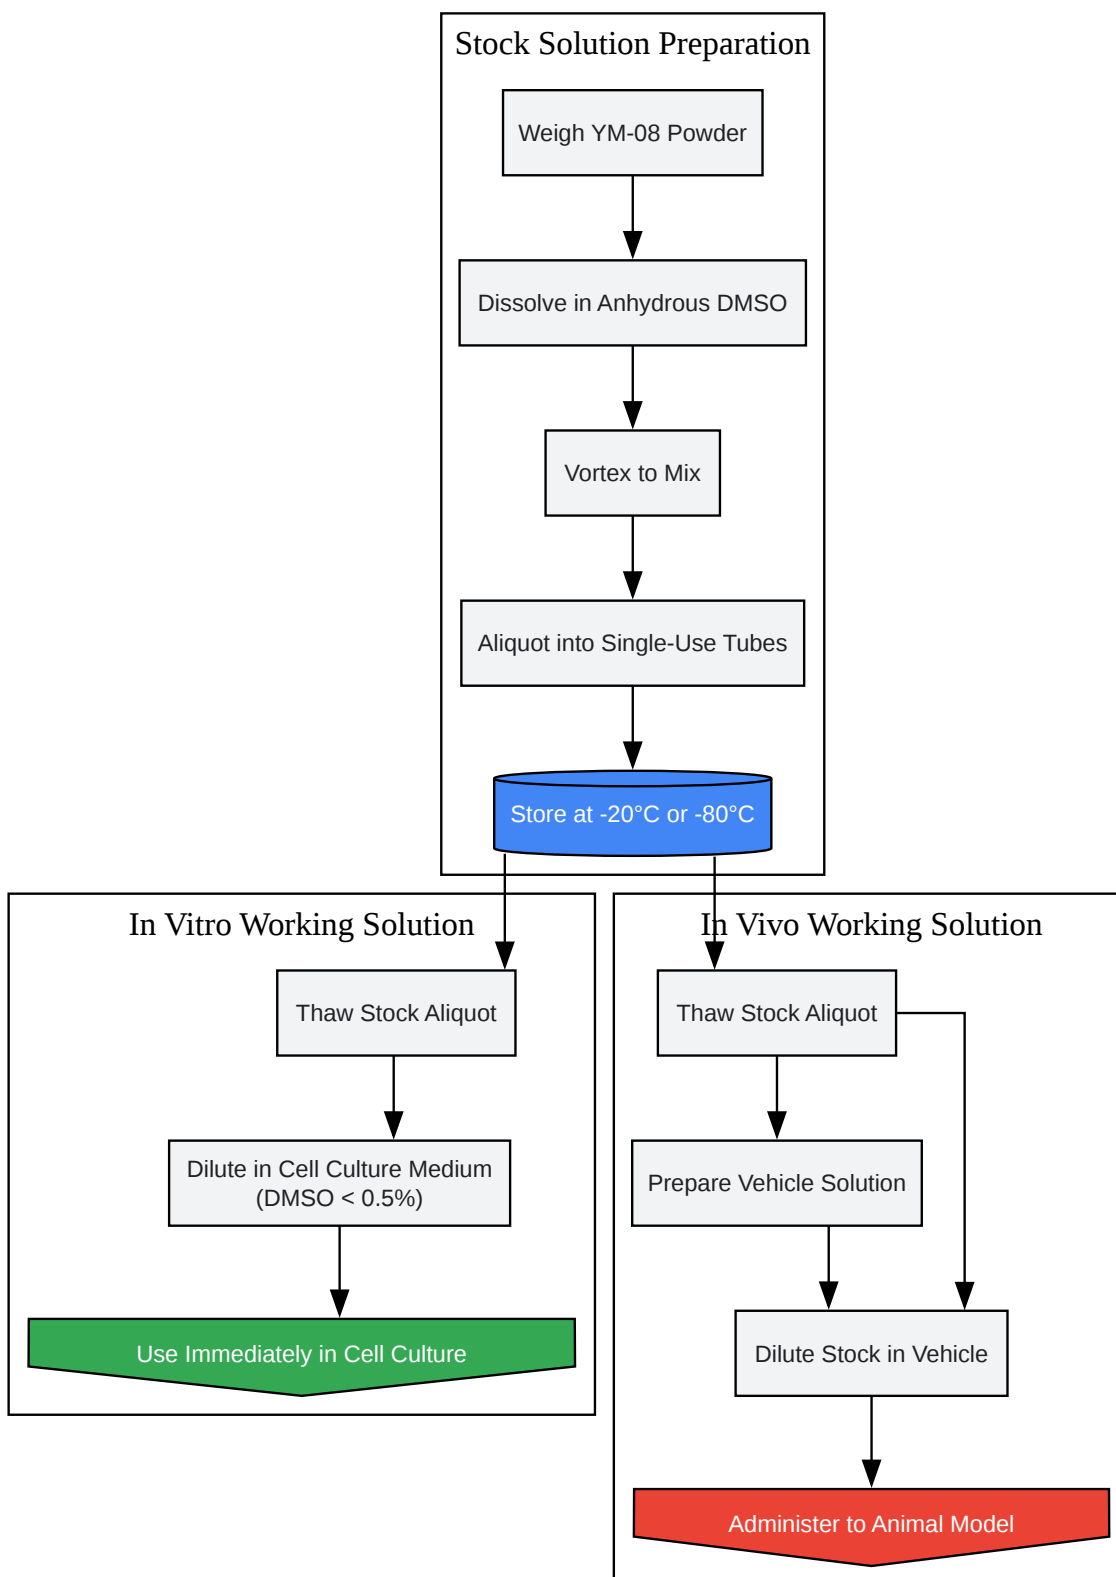 Stock Solution Preparation
Weigh YM-08 Powder
Dissolve in Anhydrous DMSO
Vortex to Mix
Aliquot into Single-Use Tubes
Store at -20°C or -80°C
In Vitro Working Solution
Thaw Stock Aliquot
Dilute in Cell Culture Medium
(DMSO < 0.5%)
Use Immediately in Cell Culture
In Vivo Working Solution
Thaw Stock Aliquot
Prepare Vehicle Solution
Dilute Stock in Vehicle
Administer to Animal Model